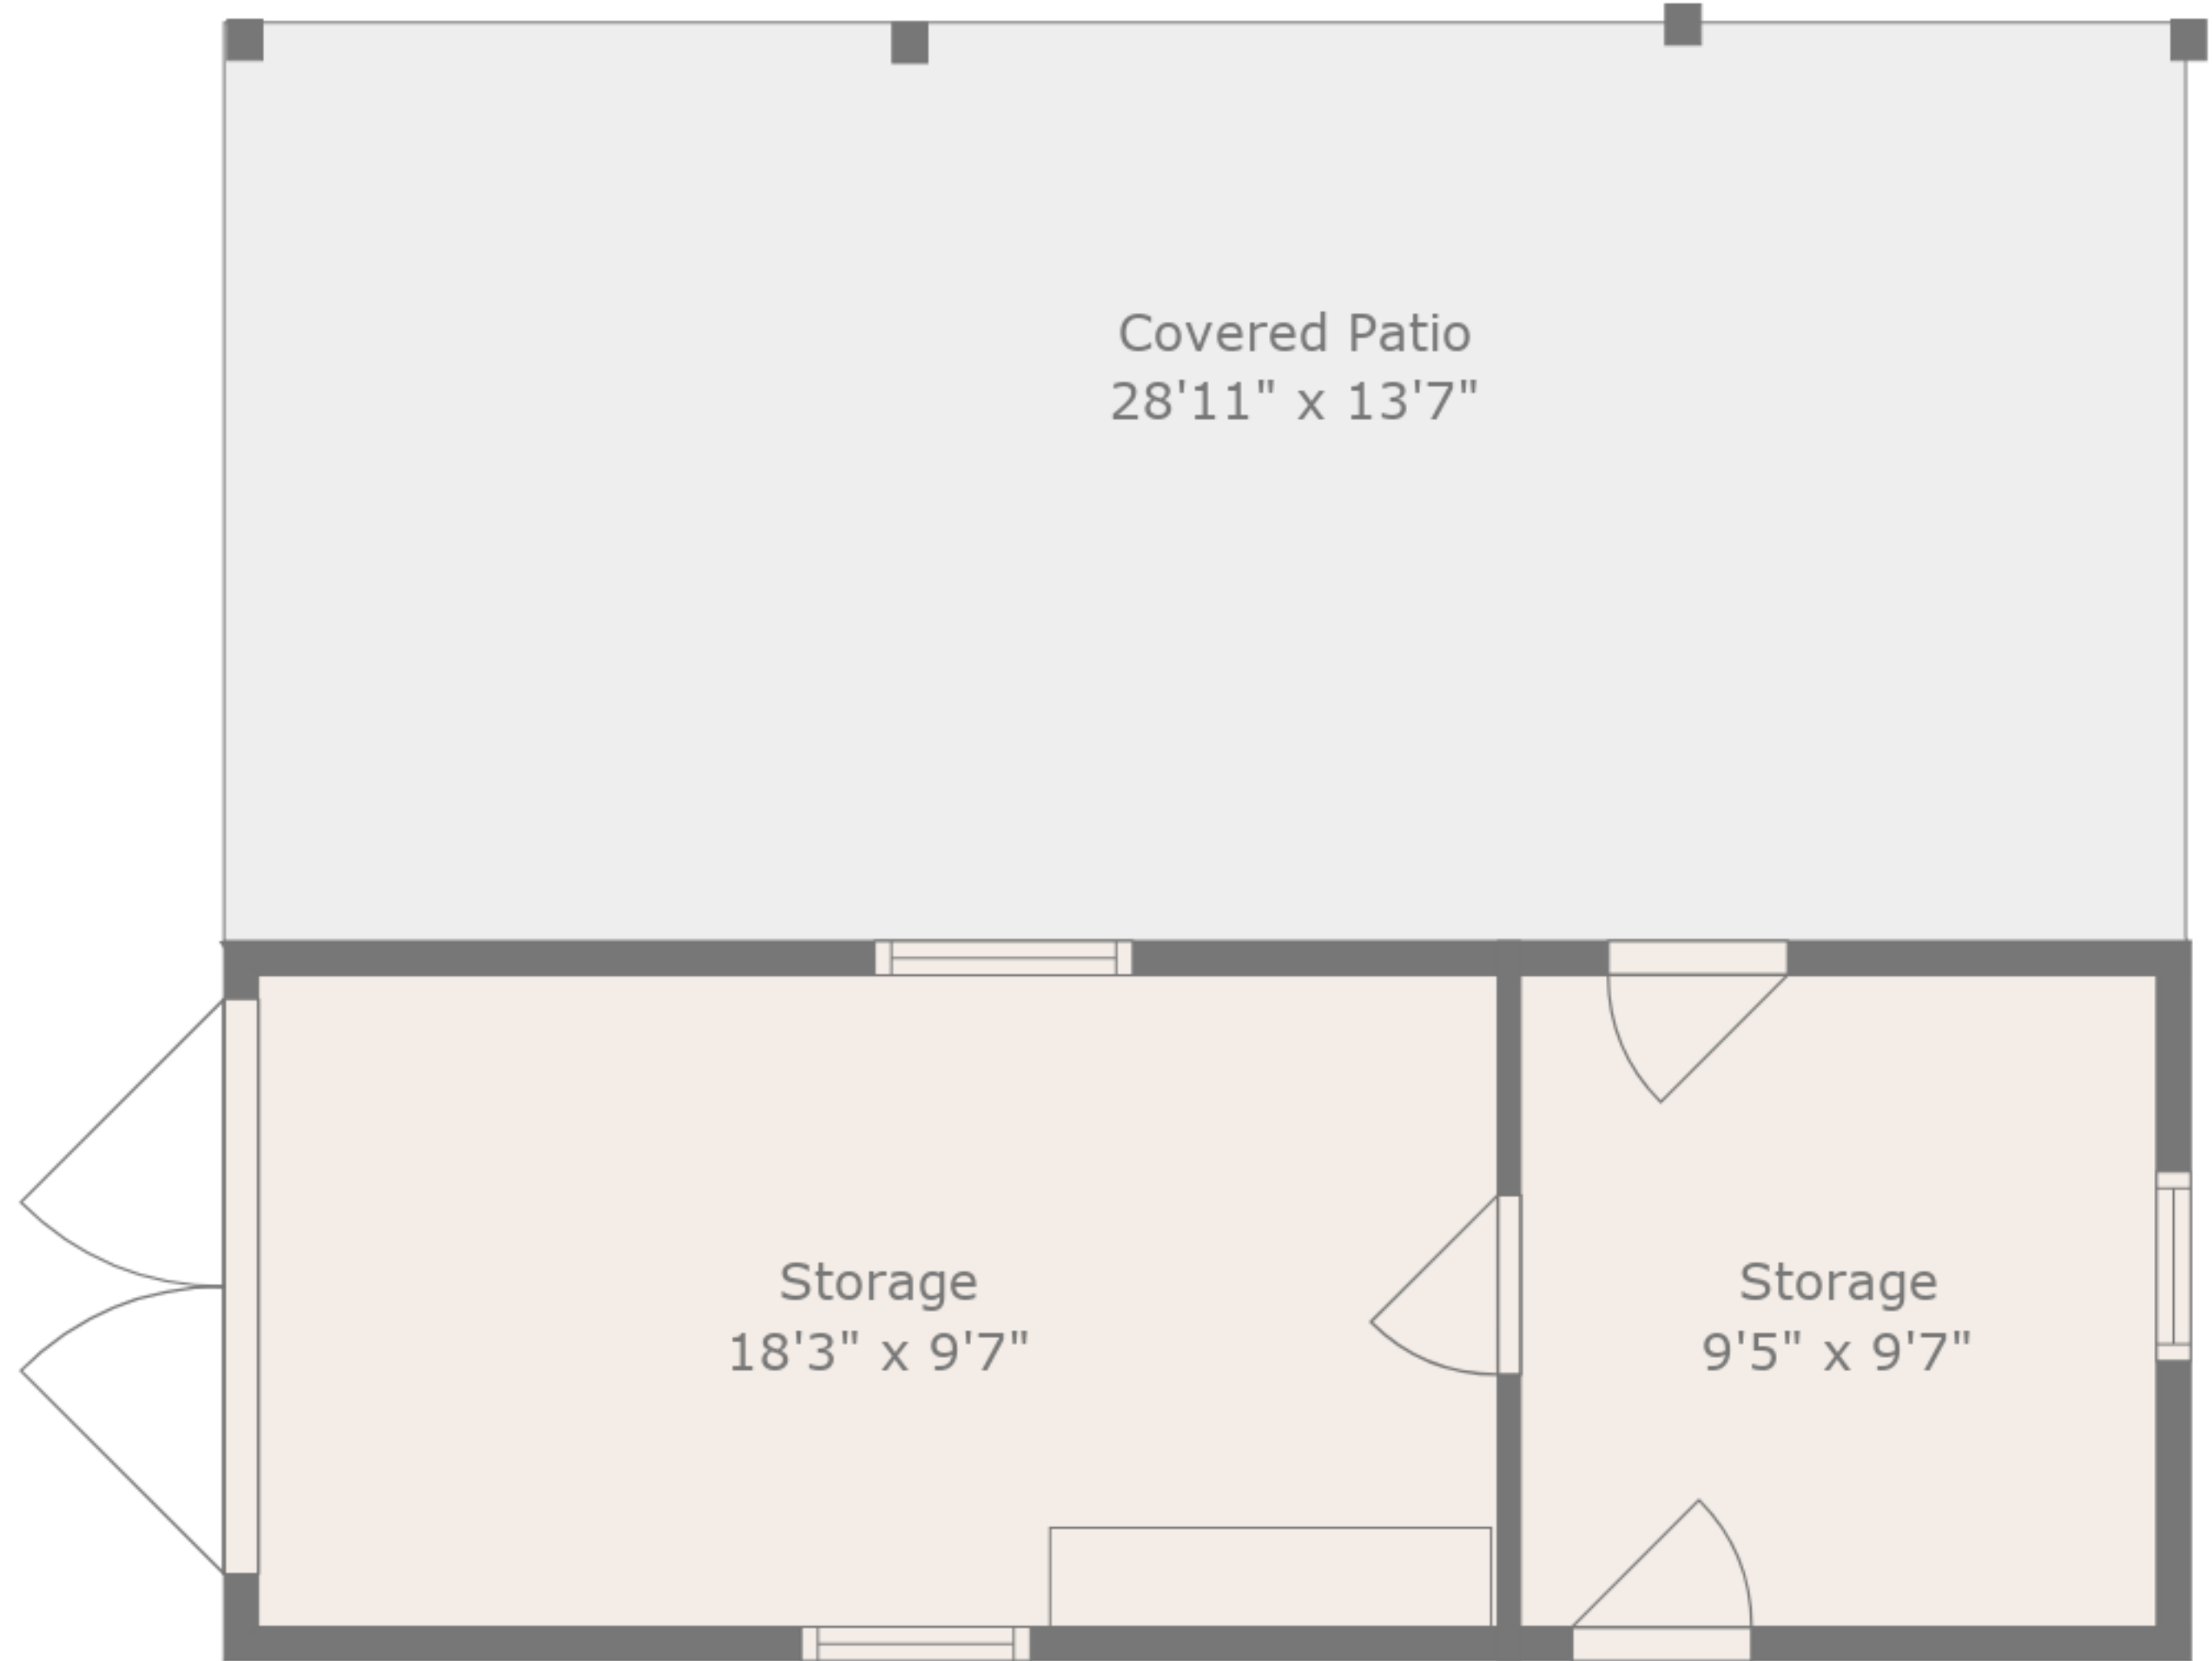 Covered Patio
28'11" x 13'7"
Storage
18'3" x 9'7"
Storage
9'5" x 9'7"